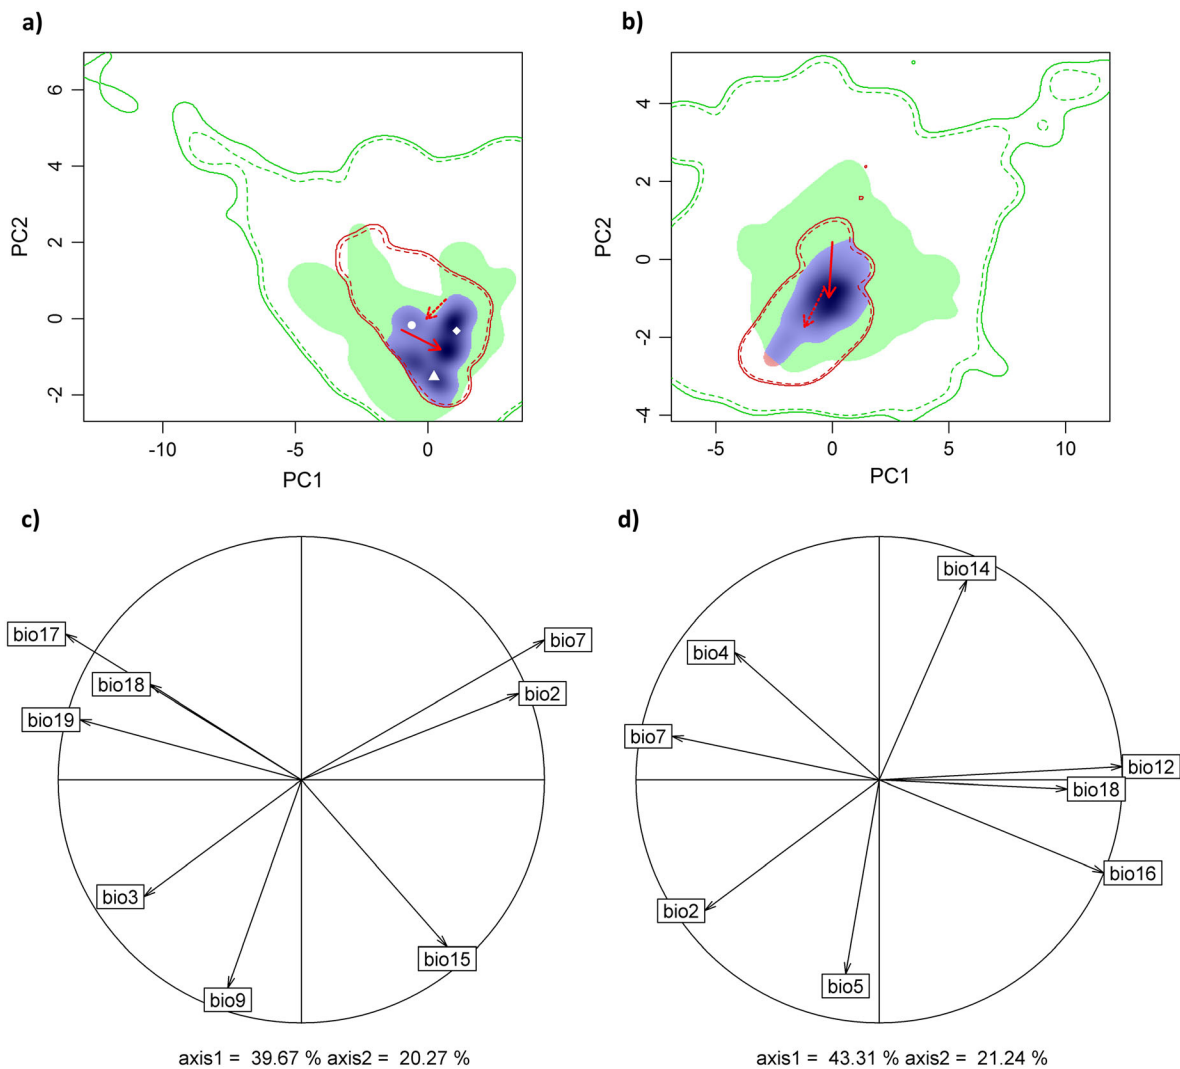 a)
b)
6
4
2
0
-2
PC2
-10
-5
0
PC1
4
2
0
-2
-4
PC2
-5
0
5
10
PC1
c)
d)
bio17
bio18
bio19
bio7
bio2
bio3
bio9
bio15
axis1 = 39.67 % axis2 = 20.27 %
bio14
bio4
bio7
bio12
bio18
bio16
bio2
bio5
axis1 = 43.31 % axis2 = 21.24 %